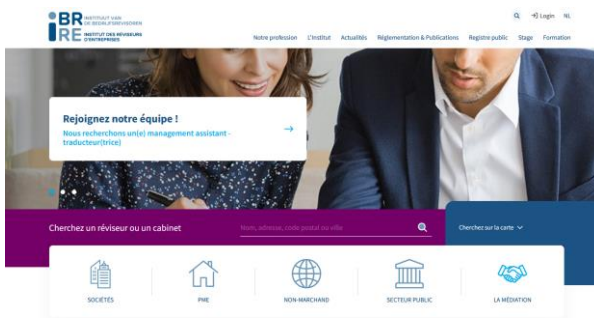 IBR
INSTITUUT VAN
DE BEDRIJFSREVISOREN
IRE
INSTITUT DES RÉVISEURS
D'ENTREPRISES
Login NL
Notre profession L'Institut Actualités Réglementation & Publications Registre public Stage Formation
Rejoignez notre équipe !
Nous recherchons un(e) management assistant -
traducteur(trice)
Cherchez un réviseur ou un cabinet
Nom, adresse, code postal ou ville
Cherchez sur la carte
SOCIÉTÉS
PME
NON-MARCHAND
SECTEUR PUBLIC
LA MÉDIATION